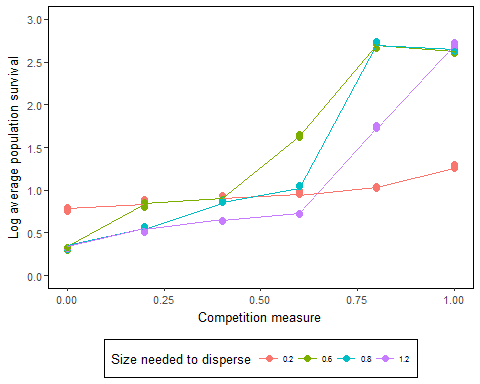 Log average population survival
3.0
2.5
2.0
1.5
1.0
0.5
0.0
0.00 0.25 0.50 0.75 1.00
Competition measure
Size needed to disperse 0.2 0.6 0.8 1.2